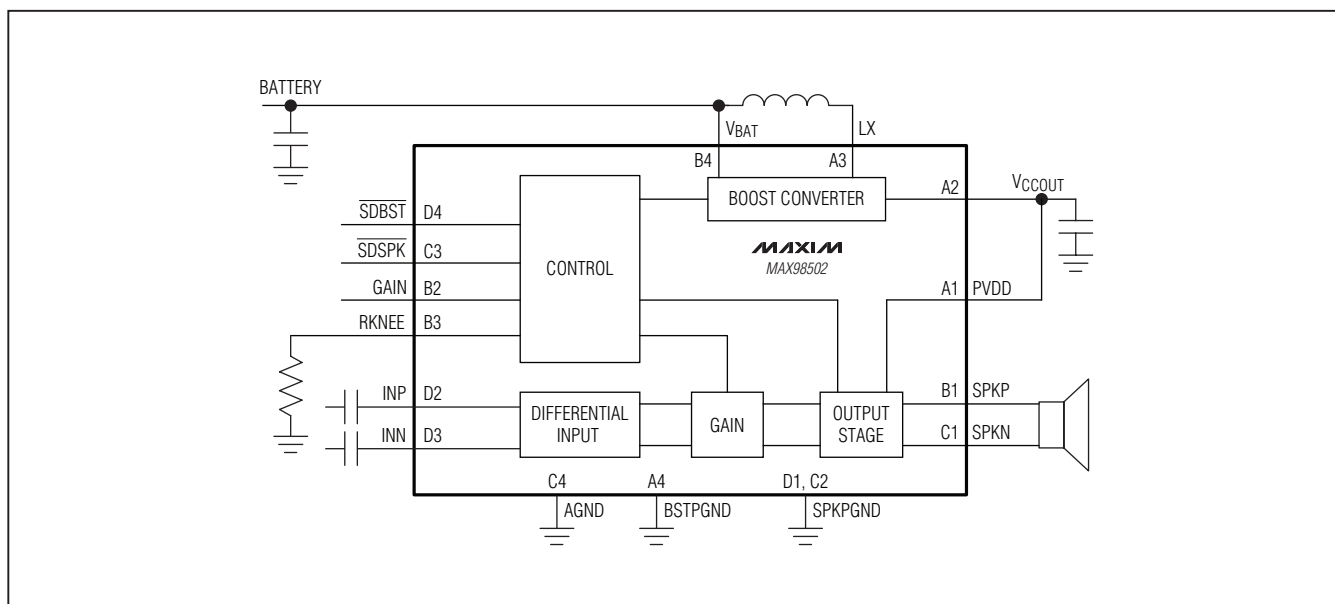 BATTERY
VBAT
LX
B4
A3
BOOST CONVERTER
A2
VCCOUT
SDBST
D4
SDSPK
C3
GAIN
B2
RKNEE
B3
CONTROL
MAXIM
MAX98502
A1
PVDD
INP
D2
INN
D3
DIFFERENTIAL
INPUT
GAIN
OUTPUT
STAGE
B1
SPKP
C1
SPKN
C4
AGND
A4
BSTPGND
D1, C2
SPKPGND